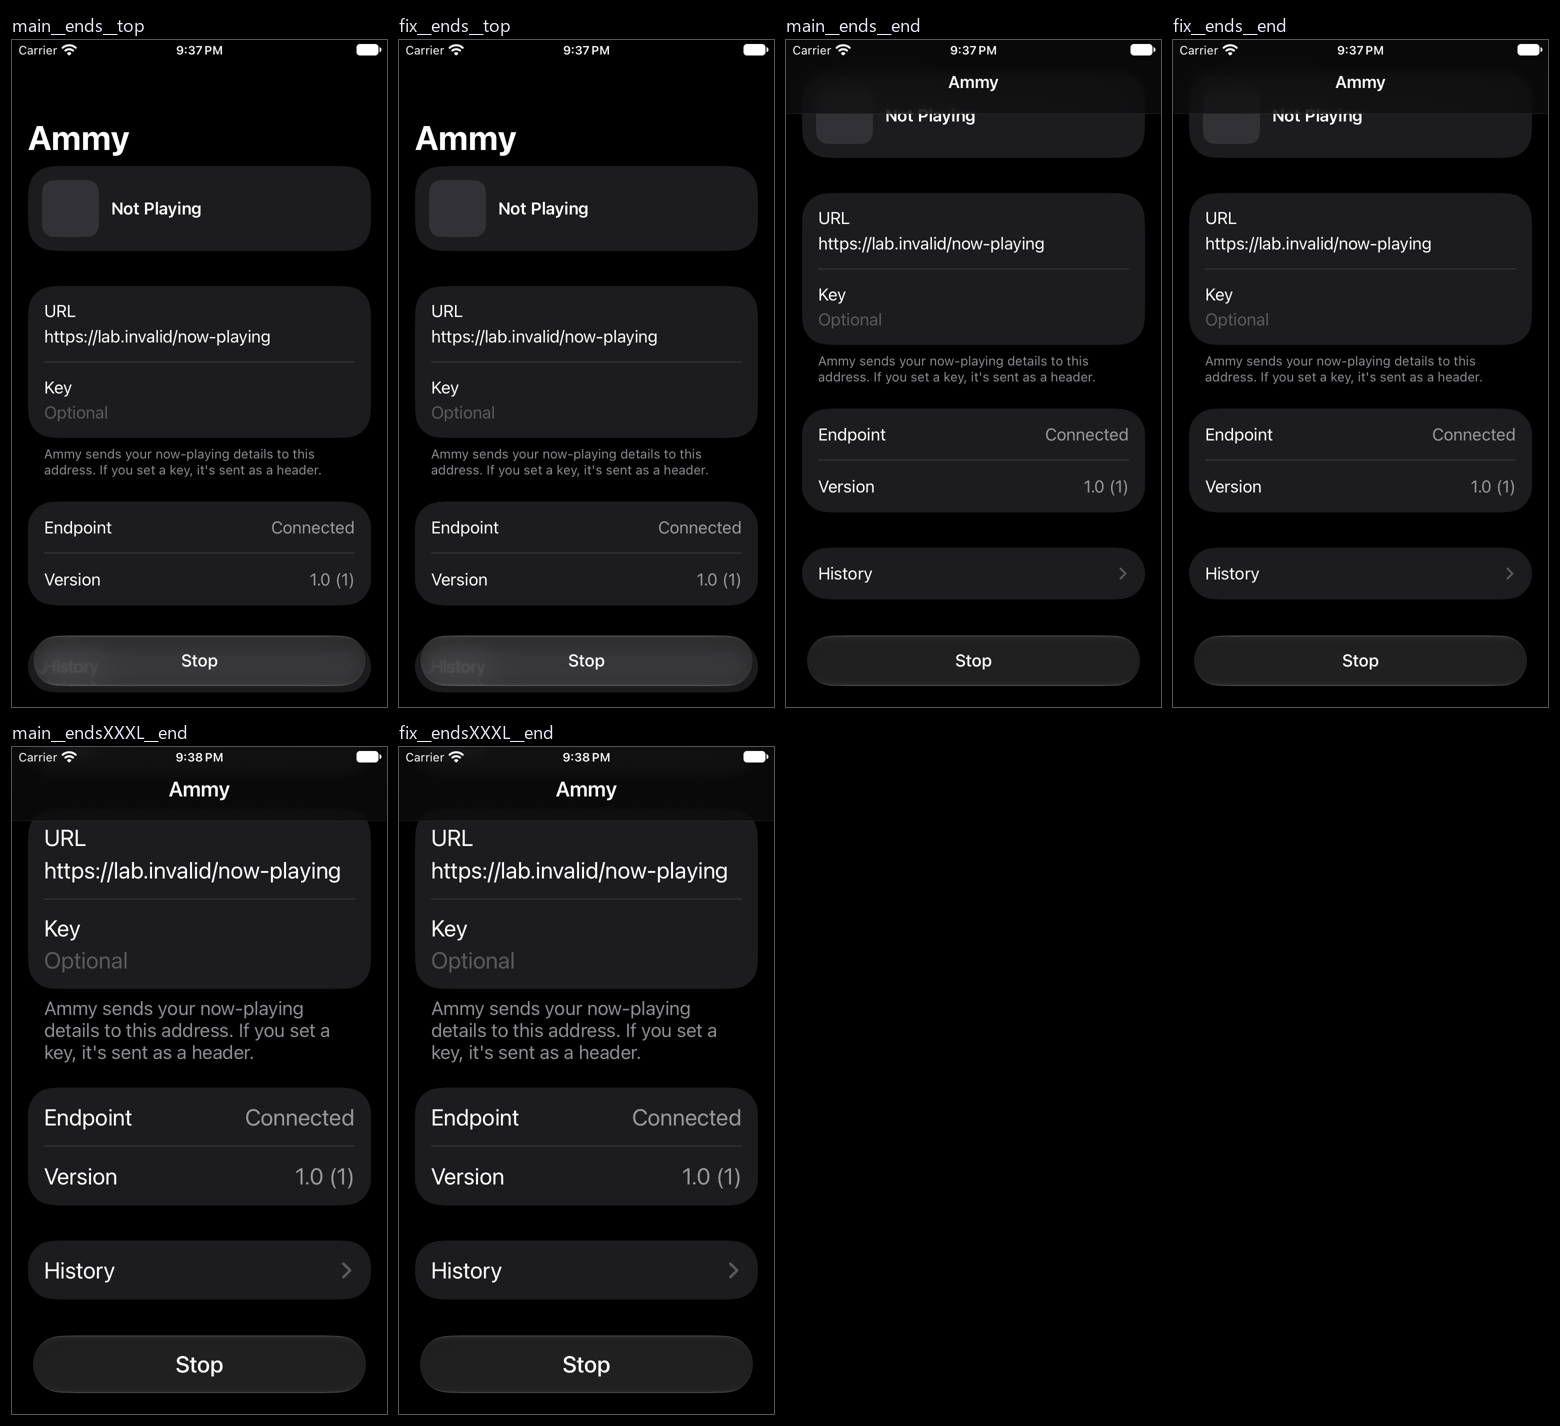 main__ends__top
Carrier 9:37 PM
Ammy
Not Playing
URL
https://lab.invalid/now-playing
Key
Optional
Ammy sends your now-playing details to this
address. If you set a key, it's sent as a header.
Endpoint Connected
Version 1.0 (1)
History
Stop
fix__ends__top
Carrier 9:37 PM
Ammy
Not Playing
URL
https://lab.invalid/now-playing
Key
Optional
Ammy sends your now-playing details to this
address. If you set a key, it's sent as a header.
Endpoint Connected
Version 1.0 (1)
History
Stop
main__ends__end
Carrier 9:37 PM
Ammy
Not Playing
URL
https://lab.invalid/now-playing
Key
Optional
Ammy sends your now-playing details to this
address. If you set a key, it's sent as a header.
Endpoint Connected
Version 1.0 (1)
History
Stop
fix__ends__end
Carrier 9:37 PM
Ammy
Not Playing
URL
https://lab.invalid/now-playing
Key
Optional
Ammy sends your now-playing details to this
address. If you set a key, it's sent as a header.
Endpoint Connected
Version 1.0 (1)
History
Stop
main__endsXXXL__end
Carrier 9:38 PM
Ammy
URL
https://lab.invalid/now-playing
Key
Optional
Ammy sends your now-playing
details to this address. If you set a
key, it's sent as a header.
Endpoint Connected
Version 1.0 (1)
History
Stop
fix__endsXXXL__end
Carrier 9:38 PM
Ammy
URL
https://lab.invalid/now-playing
Key
Optional
Ammy sends your now-playing
details to this address. If you set a
key, it's sent as a header.
Endpoint Connected
Version 1.0 (1)
History
Stop